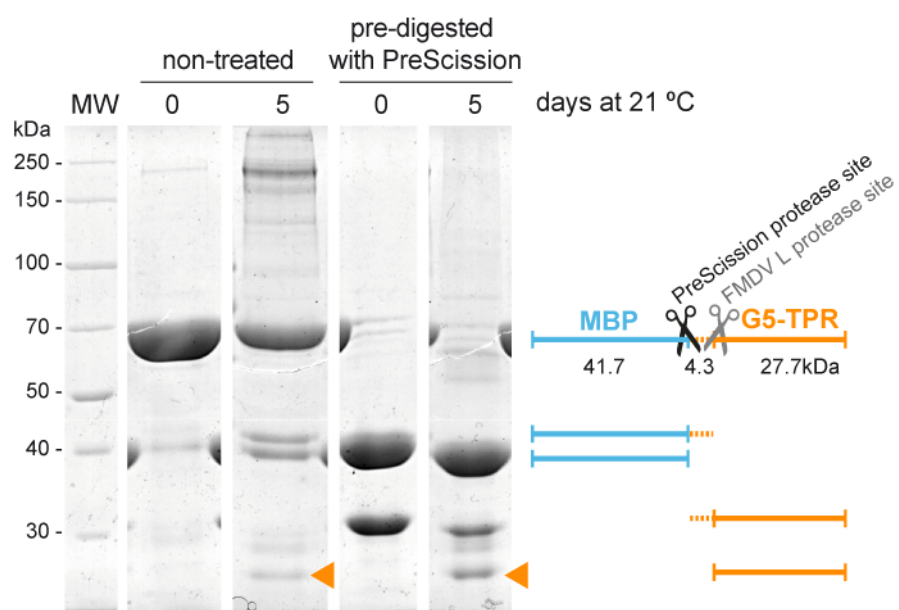 pre-digested
non-treated with PreScission
MW 0 5 0 5 days at 21 ºC
kDa
250 -
150 -
100 -
70 -
50 -
40 -
30 -
PreScission protease site
FMDV L protease site
MBP G5-TPR
41.7 4.3 27.7kDa